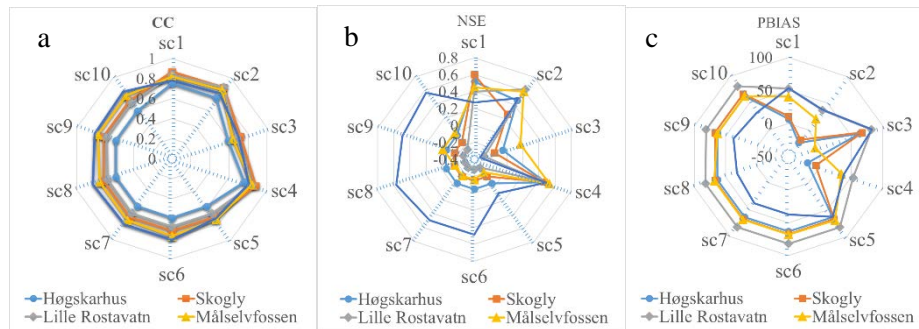 a
CC
sc1
sc2
sc3
sc4
sc5
sc6
sc7
sc8
sc9
sc10
1
0.8
0.6
0.4
0.2
0
Høgskarhus
Skogly
Lille Rostavatn
Målselvfossen
b
NSE
sc1
sc2
sc3
sc4
sc5
sc6
sc7
sc8
sc9
sc10
0.8
0.6
0.4
0.2
0
-0.2
-0.4
Høgskarhus
Skogly
Lille Rostavatn
Målselvfossen
c
PBIAS
sc1
sc2
sc3
sc4
sc5
sc6
sc7
sc8
sc9
sc10
100
50
0
-50
Høgskarhus
Skogly
Lille Rostavatn
Målselvfossen